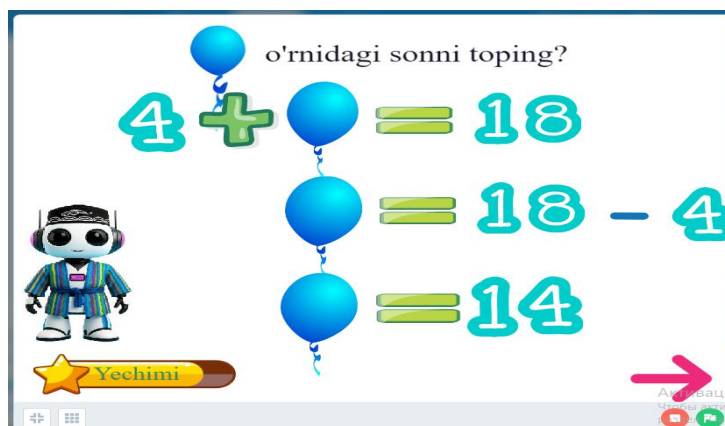 o'rnidagi sonni toping?
4 + = 18
= 18 - 4
= 14
Yechimi